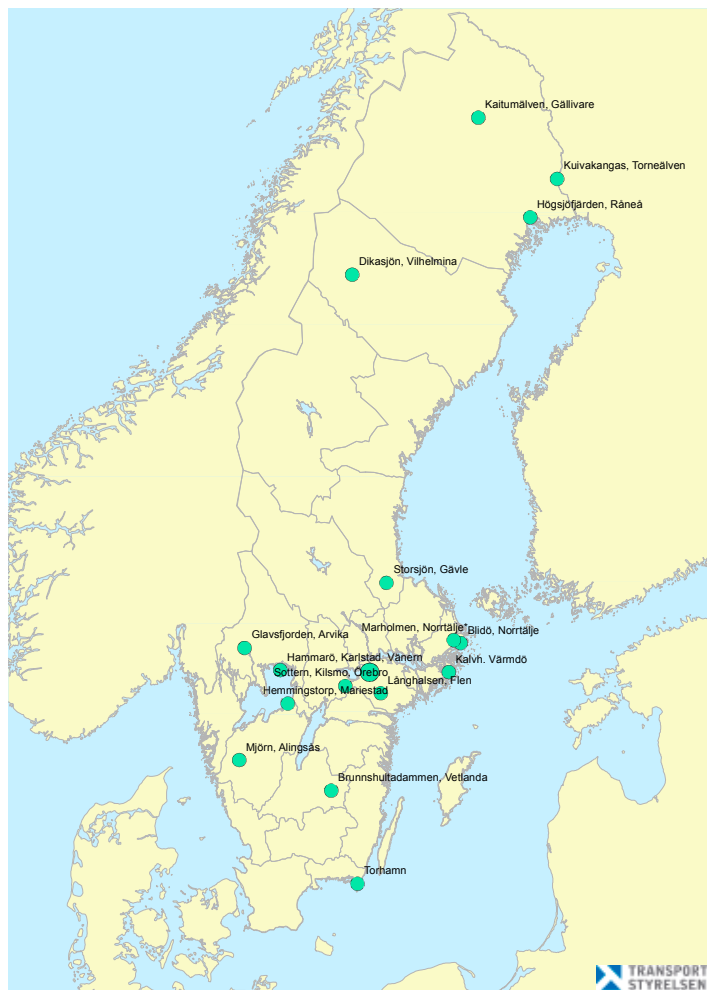 Kaitumälven, Gällivare
Kuivakangas, Torneälven
Högsjöfjärden, Råneå
Dikasjön, Vilhelmina
Storsjön, Gävle
Marholmen, Norrtälje*
Blidö, Norrtälje
Glavsfjorden, Arvika
Hammarö, Karlstad, Vänern
Kalvh. Värmdö
Sottern, Kilsmo, Örebro
Långhalsen, Flen
Hemmingstorp, Mariestad
Mjörn, Alingsås
Brunnshultadammen, Vetlanda
Torhamn
TRANSPORT
STYRELSEN